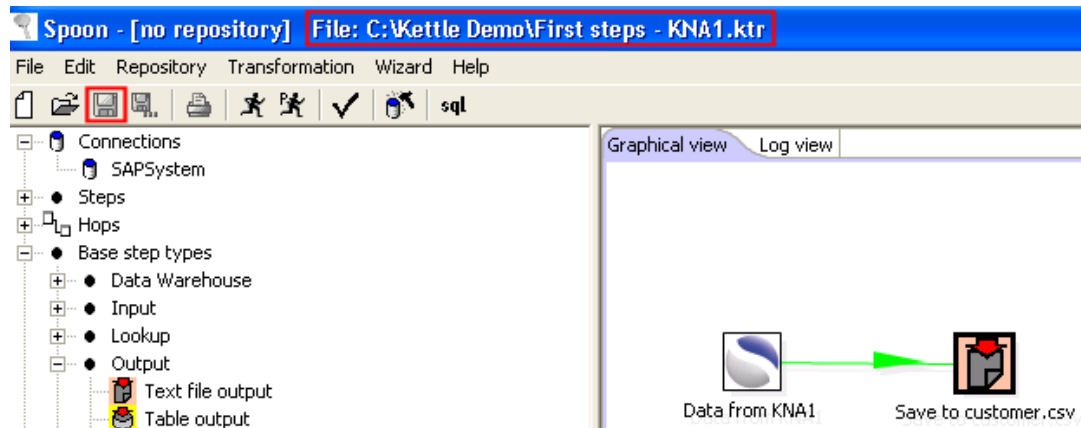 Spoon - [no repository] File: C:\Kettle Demo\First steps - KNA1.ktr
File Edit Repository Transformation Wizard Help
sql
Connections
SAPSystem
Steps
Hops
Base step types
Data Warehouse
Input
Lookup
Output
Text file output
Table output
Graphical view Log view
Data from KNA1 Save to customer.csv